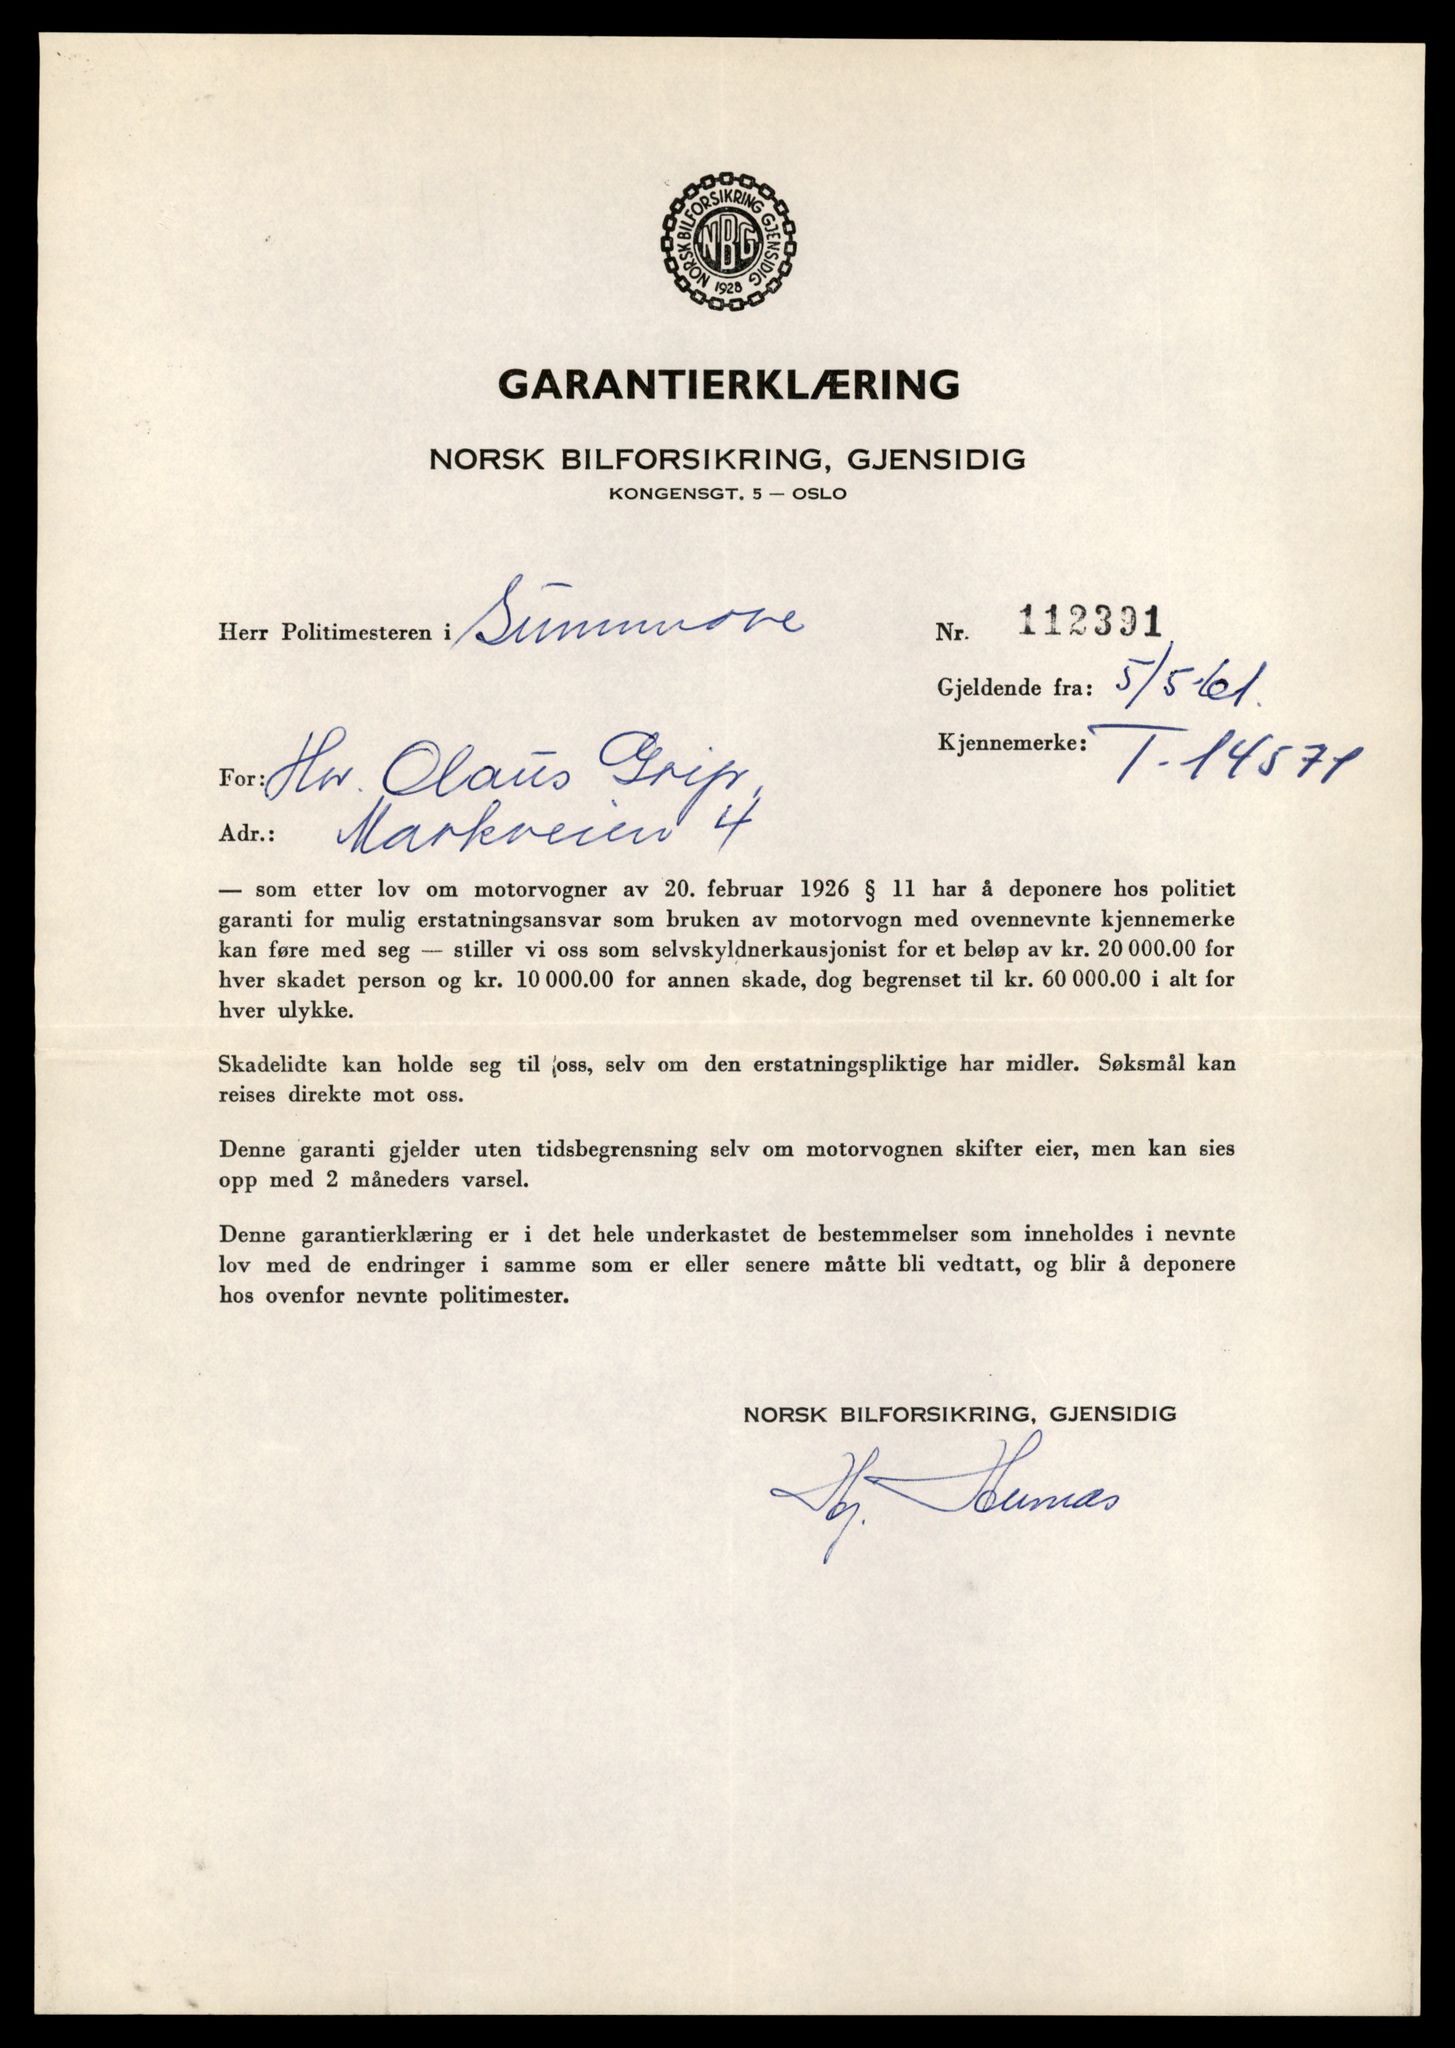 NORSK BILFORSIKRING GJENSIDIG
NBG
1928
GARANTIERKLÆRING
NORSK BILFORSIKRING, GJENSIDIG
KONGENSGT. 5 — OSLO
Herr Politimesteren i Sunnmøre
Nr. 112391
Gjeldende fra: 5/5-61.
Kjennemerke: T-14571
For: Hr. Olaus Grip,
Adr.: Markveien 4
— som etter lov om motorvogner av 20. februar 1926 § 11 har å deponere hos politiet
garanti for mulig erstatningsansvar som bruken av motorvogn med ovennevnte kjennemerke
kan føre med seg — stiller vi oss som selvskyldnerkausjonist for et beløp av kr. 20 000.00 for
hver skadet person og kr. 10 000.00 for annen skade, dog begrenset til kr. 60 000.00 i alt for
hver ulykke.
Skadelidte kan holde seg til oss, selv om den erstatningspliktige har midler. Søksmål kan
reises direkte mot oss.
Denne garanti gjelder uten tidsbegrensning selv om motorvognen skifter eier, men kan sies
opp med 2 måneders varsel.
Denne garantierklæring er i det hele underkastet de bestemmelser som inneholdes i nevnte
lov med de endringer i samme som er eller senere måtte bli vedtatt, og blir å deponere
hos ovenfor nevnte politimester.
NORSK BILFORSIKRING, GJENSIDIG